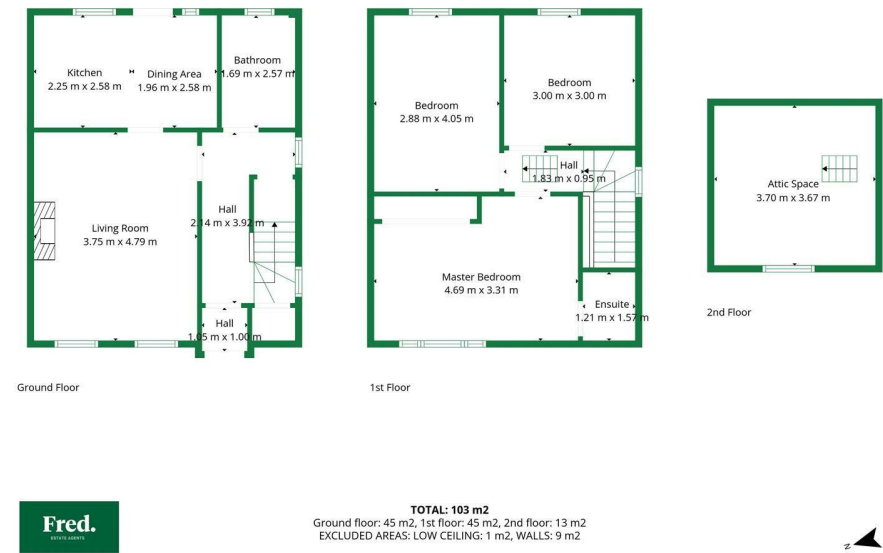 Kitchen
2.25 m x 2.58 m
Dining Area
1.96 m x 2.58 m
Bathroom
1.69 m x 2.57 m
Living Room
3.75 m x 4.79 m
Hall
2.14 m x 3.92 m
Hall
1.05 m x 1.00 m
Ground Floor
Bedroom
2.88 m x 4.05 m
Bedroom
3.00 m x 3.00 m
Hall
1.83 m x 0.95 m
Master Bedroom
4.69 m x 3.31 m
Ensuite
1.21 m x 1.57 m
1st Floor
Attic Space
3.70 m x 3.67 m
2nd Floor
Fred.
ESTATE AGENTS
TOTAL: 103 m2
Ground floor: 45 m2, 1st floor: 45 m2, 2nd floor: 13 m2
EXCLUDED AREAS: LOW CEILING: 1 m2, WALLS: 9 m2
N